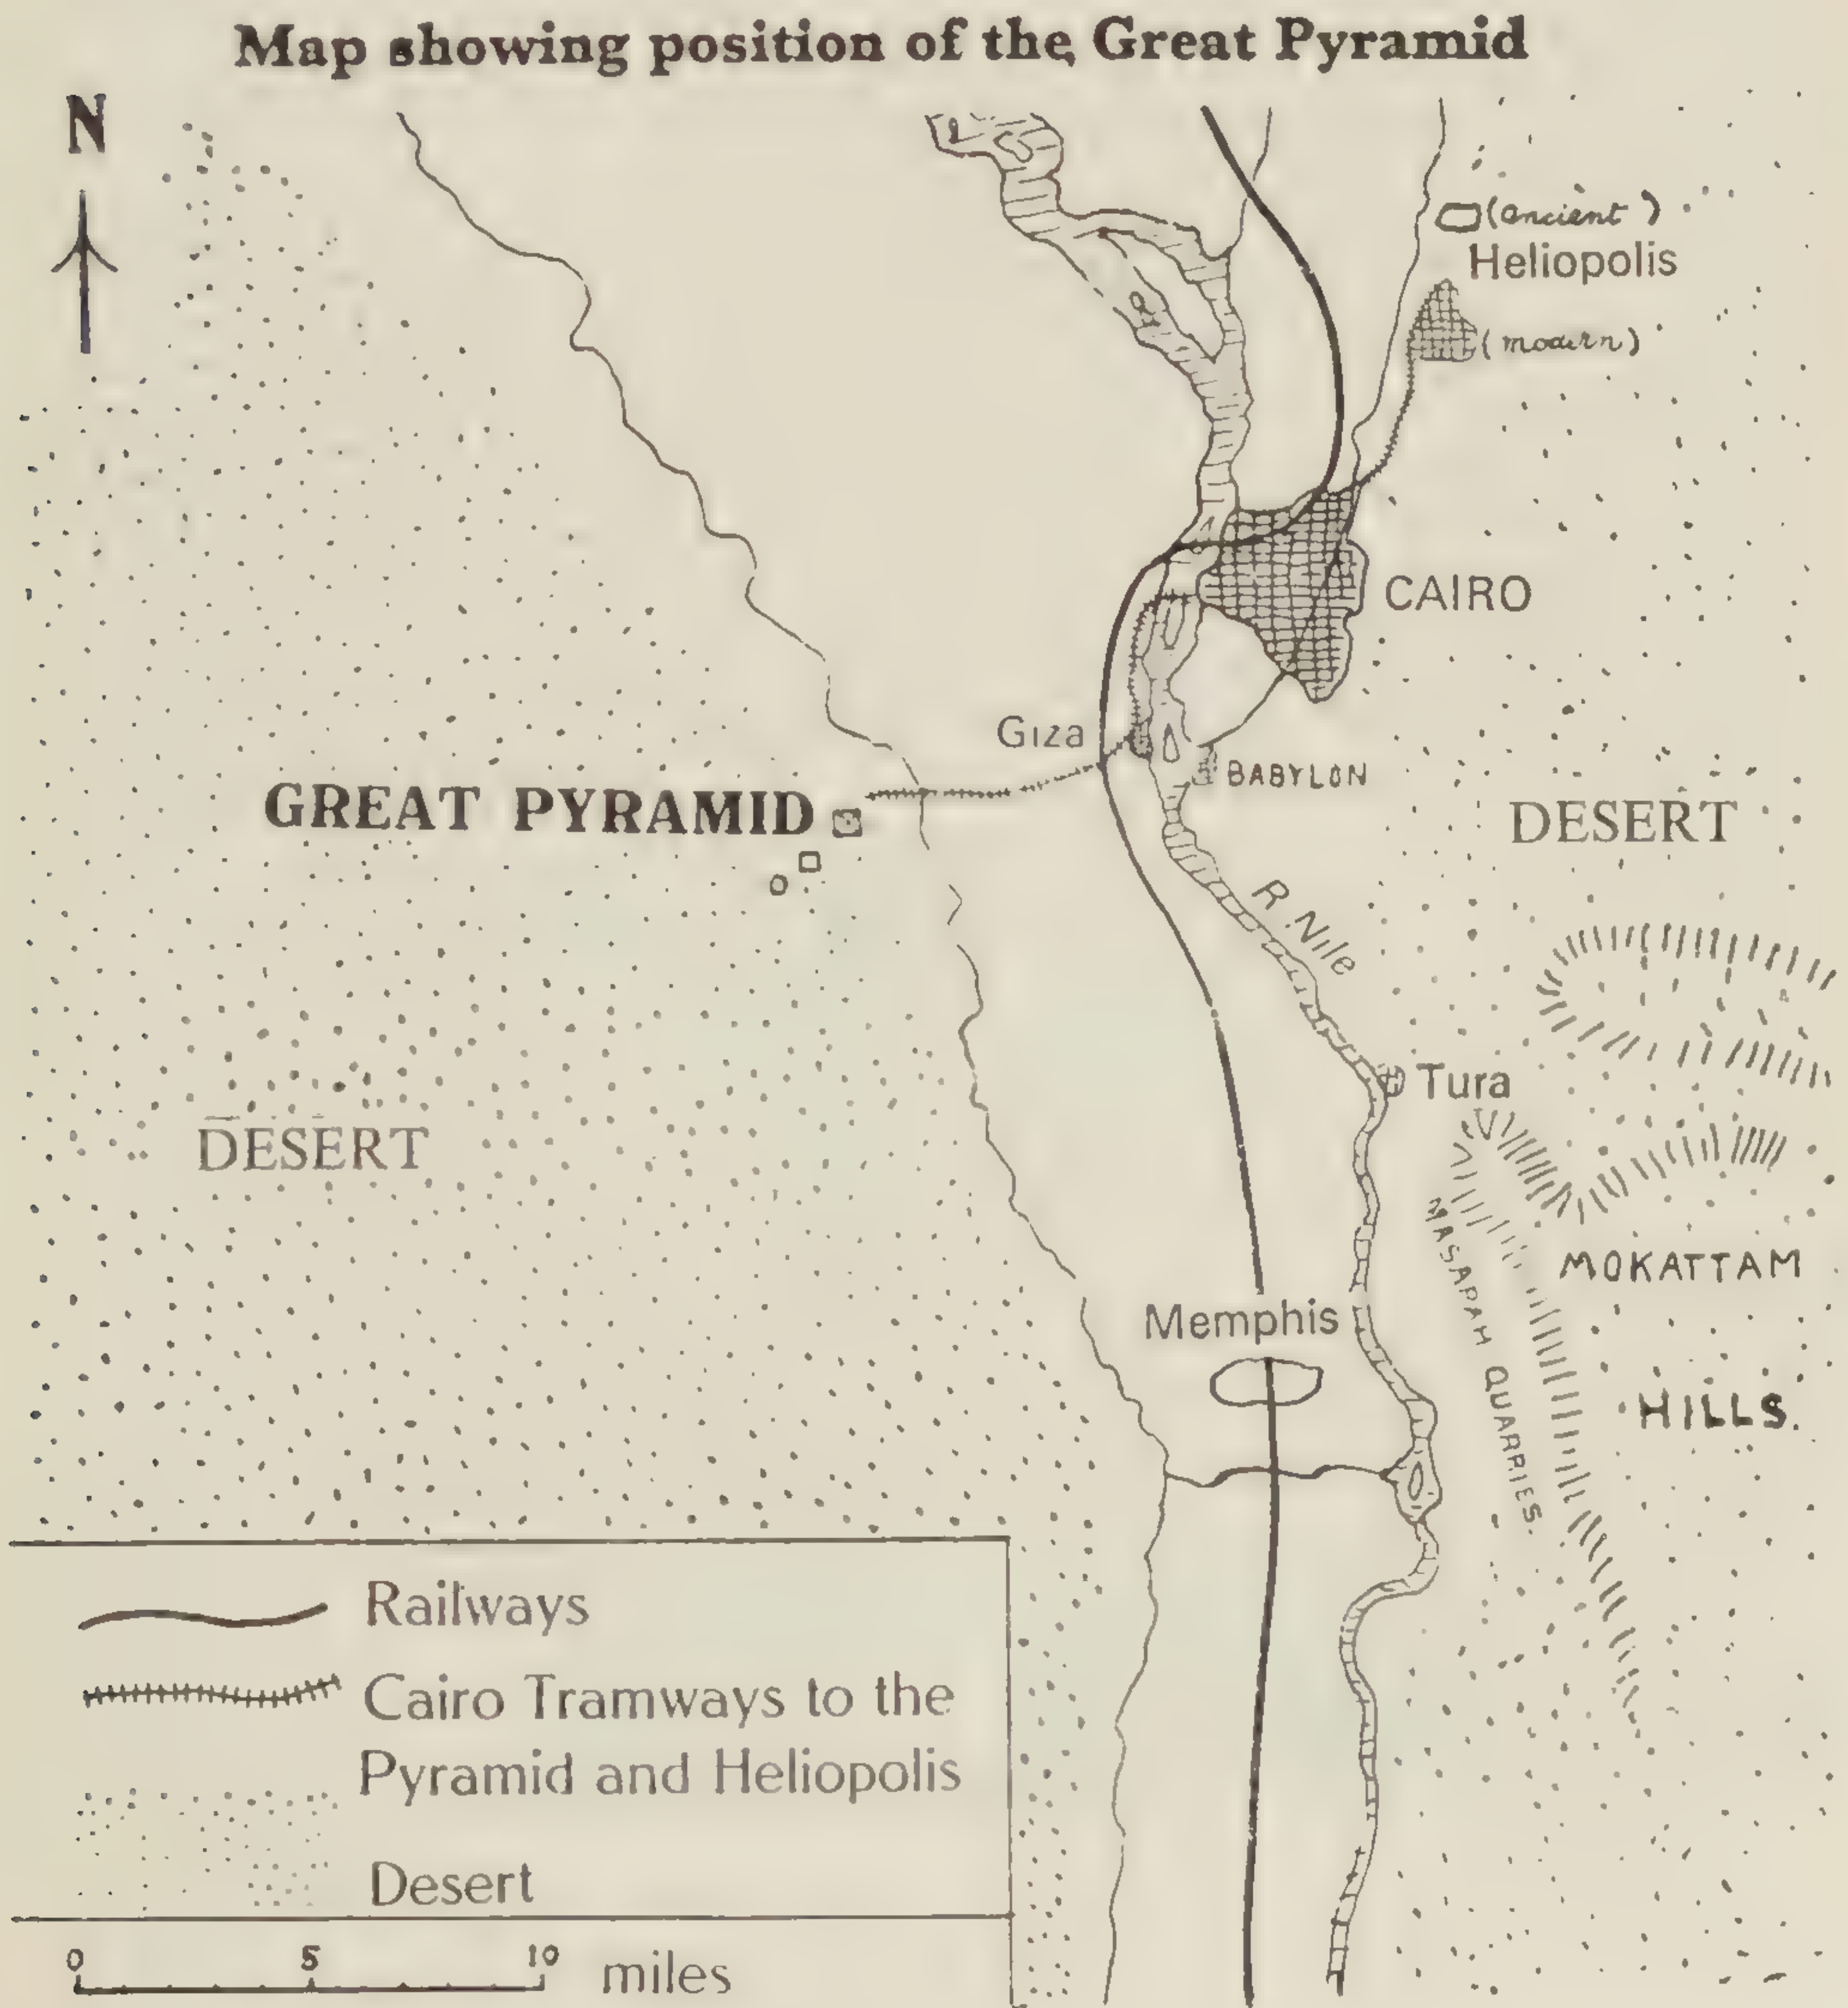 Map showing position of the Great Pyramid
N
(ancient)
Heliopolis
(modern)
CAIRO
Giza
BABYLON
GREAT PYRAMID
DESERT
R. Nile
Tura
DESERT
MASARAH QUARRIES.
MOKATTAM
HILLS.
Memphis
Railways
Cairo Tramways to the
Pyramid and Heliopolis
Desert
0 5 10 miles